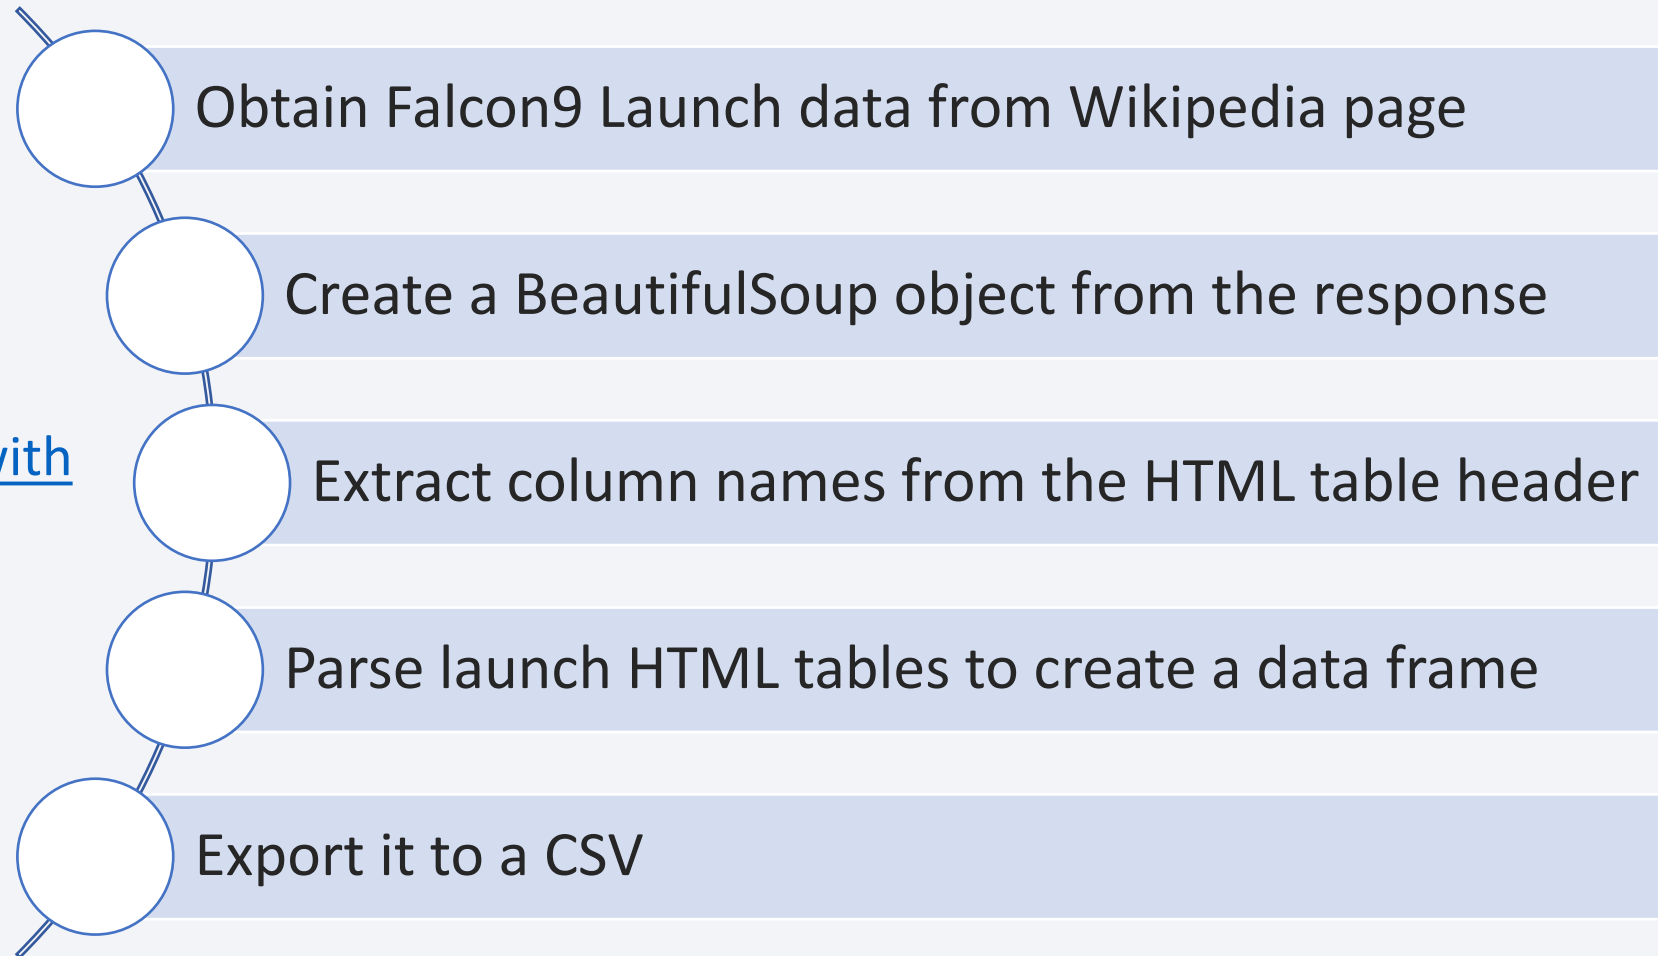 Obtain Falcon9 Launch data from Wikipedia page
Create a BeautifulSoup object from the response
with
Extract column names from the HTML table header
Parse launch HTML tables to create a data frame
Export it to a CSV